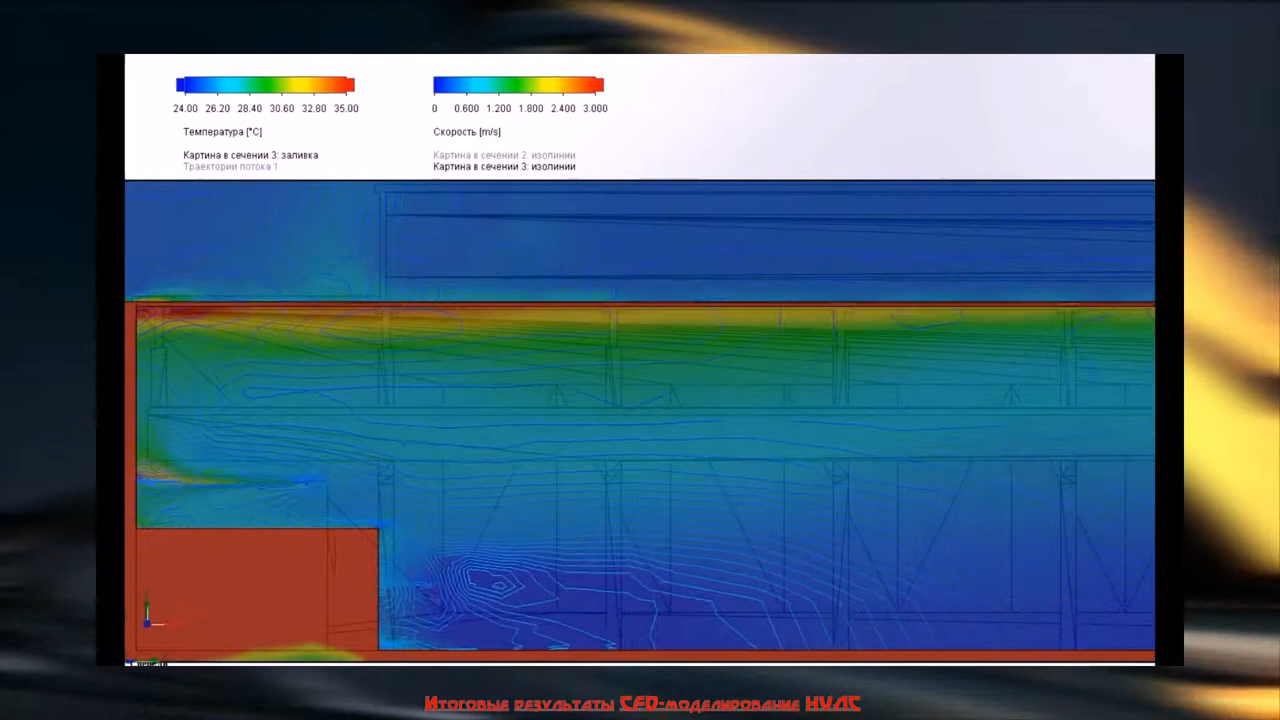 24.00 26.20 28.40 30.60 32.80 35.00
Температура [°C]
Картина в сечении 3: заливка
Траектории потока 1
0 0.600 1.200 1.800 2.400 3.000
Скорость [m/s]
Картина в сечении 2: изолинии
Картина в сечении 3: изолинии
Итоговые результаты CFD-моделирование НУЛС